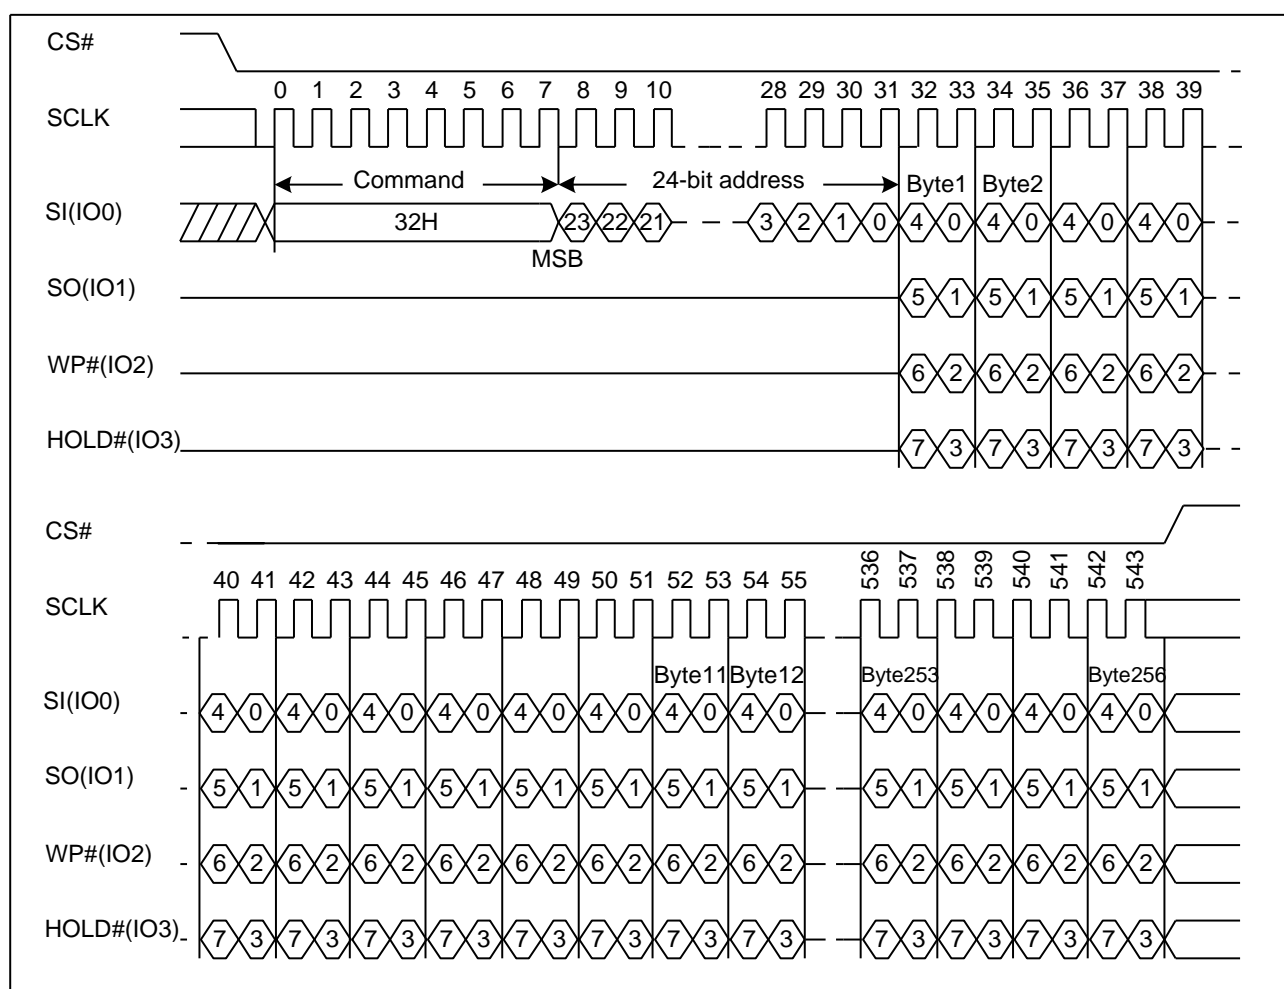 CS#
0 1 2 3 4 5 6 7 8 9 10 28 29 30 31 32 33 34 35 36 37 38 39
SCLK
Command 24-bit address Byte1 Byte2
SI(IO0) 32H 23 22 21 3 2 1 0 4 0 4 0 4 0 4 0
MSB
SO(IO1) 5 1 5 1 5 1 5 1
WP#(IO2) 6 2 6 2 6 2 6 2
HOLD#(IO3) 7 3 7 3 7 3 7 3
CS#
40 41 42 43 44 45 46 47 48 49 50 51 52 53 54 55 536 537 538 539 540 541 542 543
SCLK
Byte11 Byte12 Byte253 Byte256
SI(IO0) 4 0 4 0 4 0 4 0 4 0 4 0 4 0 4 0 4 0 4 0 4 0 4 0
SO(IO1) 5 1 5 1 5 1 5 1 5 1 5 1 5 1 5 1 5 1 5 1 5 1 5 1
WP#(IO2) 6 2 6 2 6 2 6 2 6 2 6 2 6 2 6 2 6 2 6 2 6 2 6 2
HOLD#(IO3) 7 3 7 3 7 3 7 3 7 3 7 3 7 3 7 3 7 3 7 3 7 3 7 3